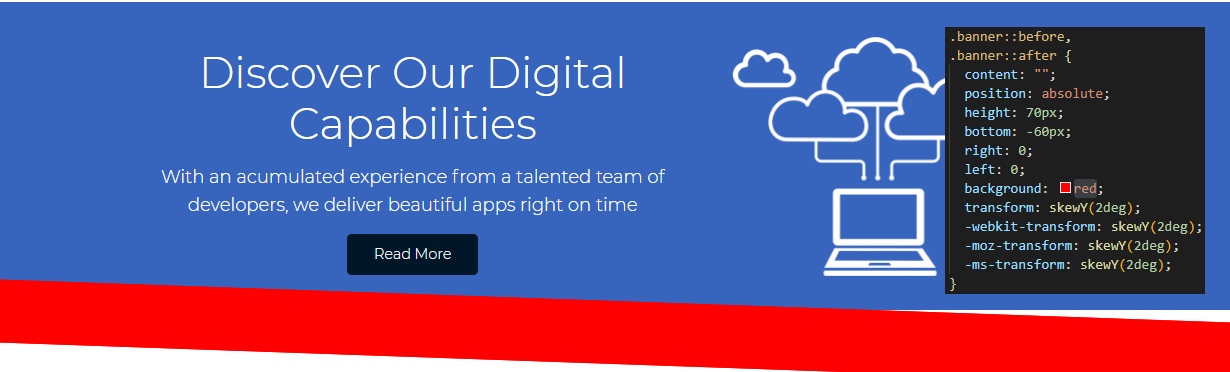 Discover Our Digital
Capabilities
With an acumulated experience from a talented team of
developers, we deliver beautiful apps right on time
Read More
.banner::before,
.banner::after {
content: "";
position: absolute;
height: 70px;
bottom: -60px;
right: 0;
left: 0;
background: red;
transform: skewY(2deg);
-webkit-transform: skewY(2deg);
-moz-transform: skewY(2deg);
-ms-transform: skewY(2deg);
}